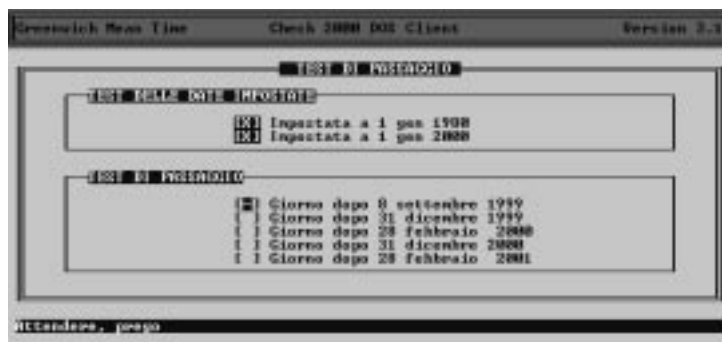 Greenwich Mean Time Check 2000 DOS Client Version 3.
TEST DI PASSAGGIO
TEST DELLE DATE IMPOSTATE
[X] Impostata a 1 gen 1980
[X] Impostata a 1 gen 2000
TEST DI PASSAGGIO
[ ] Giorno dopo 8 settembre 1999
[ ] Giorno dopo 31 dicembre 1999
[ ] Giorno dopo 28 febbraio 2000
[ ] Giorno dopo 31 dicembre 2000
[ ] Giorno dopo 28 febbraio 2001
Attendere, prego